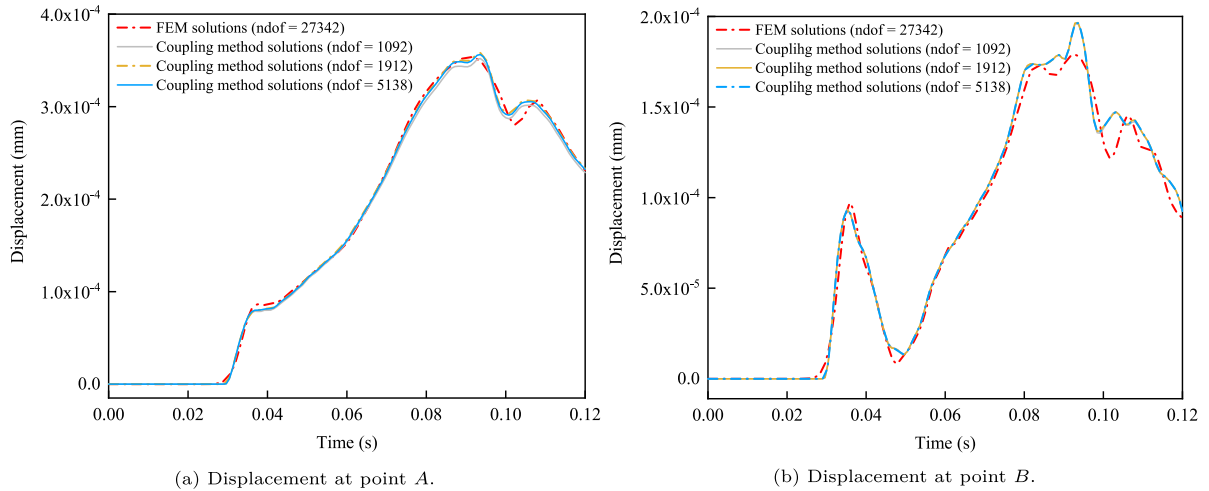 FEM solutions (ndof = 27342)
Coupling method solutions (ndof = 1092)
Coupling method solutions (ndof = 1912)
Coupling method solutions (ndof = 5138)
4.0x10-4
3.0x10-4
2.0x10-4
1.0x10-4
0.0
Displacement (mm)
0.00 0.02 0.04 0.06 0.08 0.10 0.12
Time (s)
(a) Displacement at point A.
FEM solutions (ndof = 27342)
Coupling method solutions (ndof = 1092)
Couplihg method solutions (ndof = 1912)
Coupling method solutions (ndof = 5138)
2.0x10-4
1.5x10-4
1.0x10-4
5.0x10-5
0.0
Displacement (mm)
0.00 0.02 0.04 0.06 0.08 0.10 0.12
Time (s)
(b) Displacement at point B.